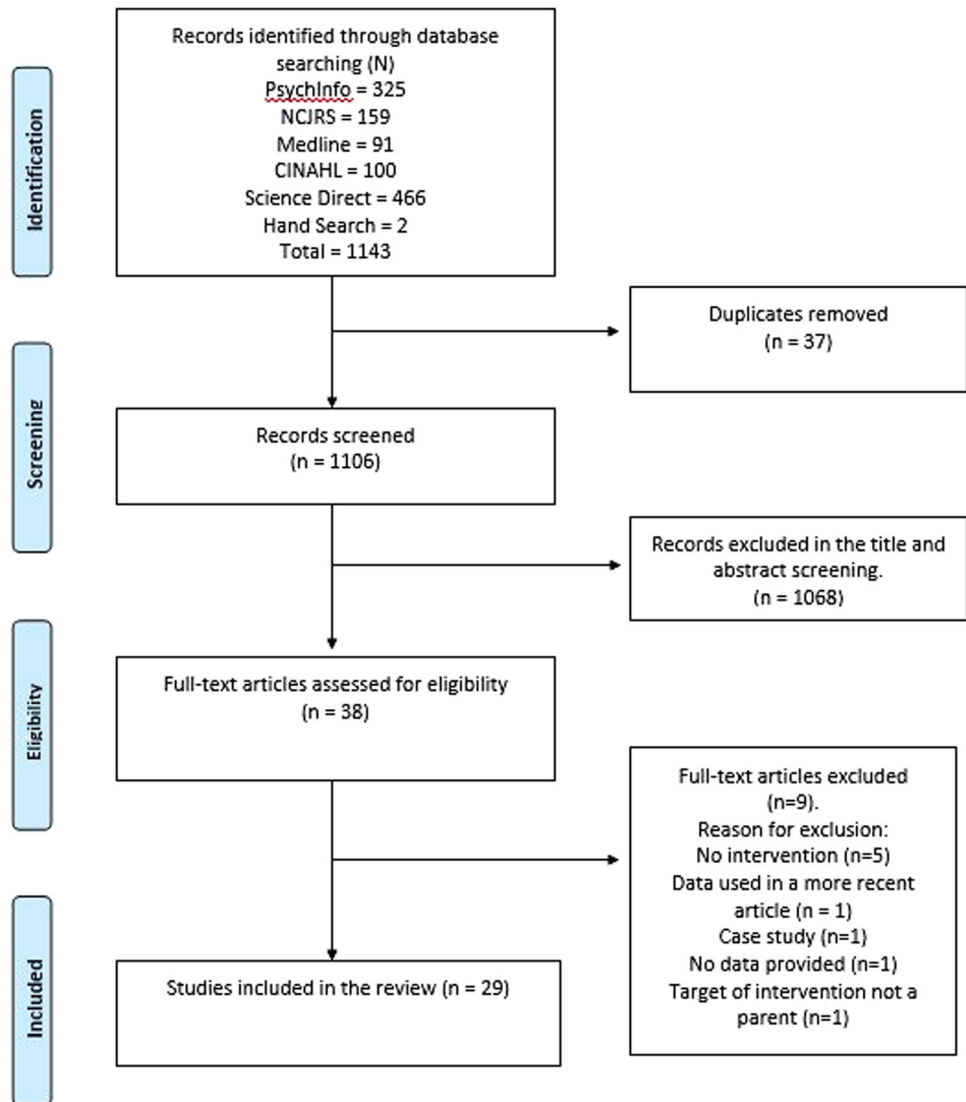 Identification
Records identified through database
searching (N)
PsychInfo = 325
NCJRS = 159
Medline = 91
CINAHL = 100
Science Direct = 466
Hand Search = 2
Total = 1143
Duplicates removed
(n = 37)
Screening
Records screened
(n = 1106)
Records excluded in the title and
abstract screening.
(n = 1068)
Eligibility
Full-text articles assessed for eligibility
(n = 38)
Full-text articles excluded
(n=9).
Reason for exclusion:
No intervention (n=5)
Data used in a more recent
article (n = 1)
Case study (n=1)
No data provided (n=1)
Target of intervention not a
parent (n=1)
Included
Studies included in the review (n = 29)